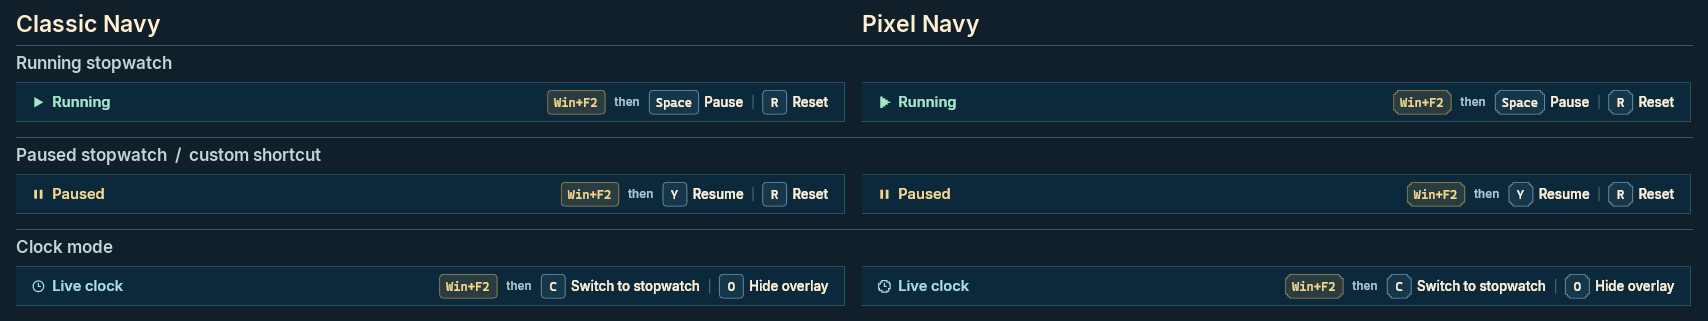 Classic Navy
Running stopwatch
Running Win+F2 then Space Pause | R Reset
Paused stopwatch / custom shortcut
Paused Win+F2 then Y Resume | R Reset
Clock mode
Live clock Win+F2 then C Switch to stopwatch | O Hide overlay
Pixel Navy
Running Win+F2 then Space Pause | R Reset
Paused Win+F2 then Y Resume | R Reset
Live clock Win+F2 then C Switch to stopwatch | O Hide overlay